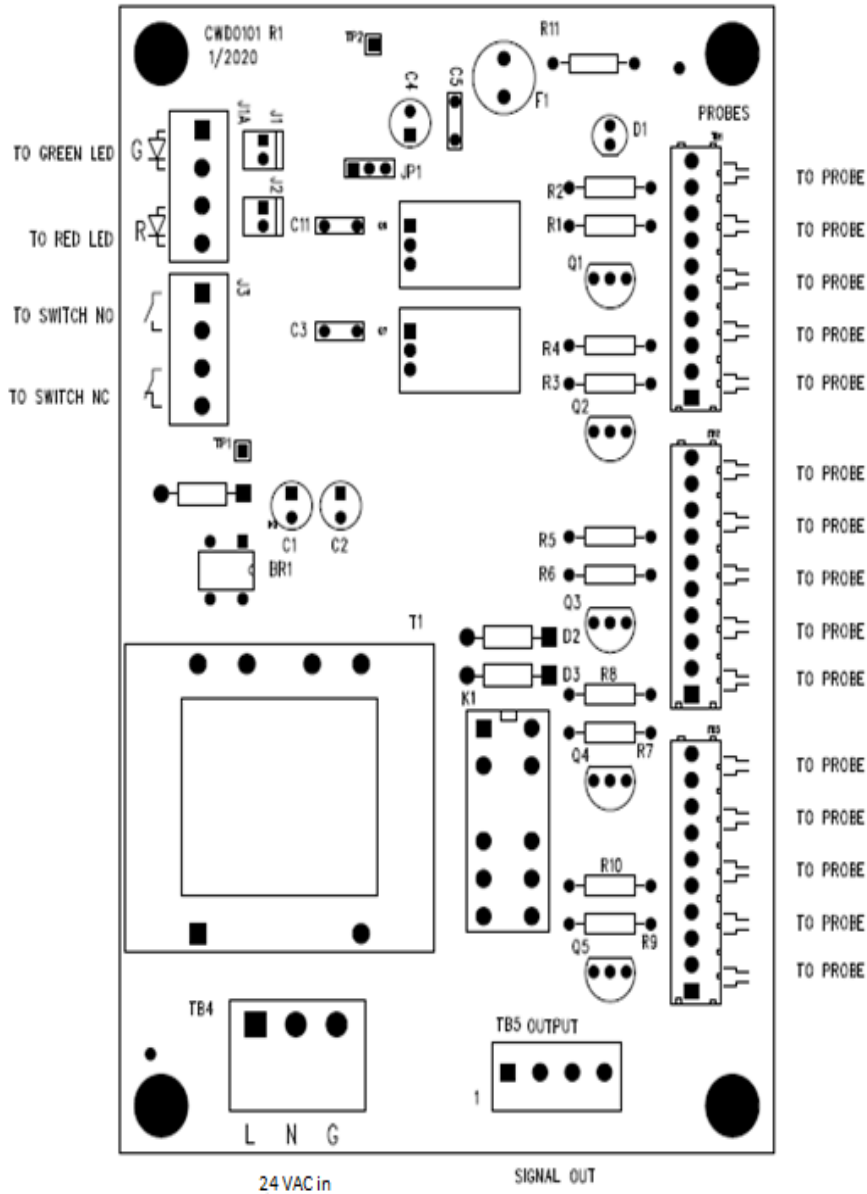 CWD0101 R1
1/2020
TP2
R11
C4
C5
F1
J1A
J1
D1
PROBES
TB1
TO GREEN LED
G
JP1
TO PROBE
R2
J2
R1
TO PROBE
R
C11
TO RED LED
Q1
TO PROBE
J3
TO SWITCH NO
C3
R4
TO PROBE
R3
TO PROBE
TO SWITCH NC
Q2
TB2
TP1
TO PROBE
TO PROBE
C1
C2
R5
BR1
R6
TO PROBE
Q3
T1
D2
TO PROBE
D3
R8
TO PROBE
K1
TB3
R7
Q4
TO PROBE
TO PROBE
R10
TO PROBE
TO PROBE
Q5
R9
TO PROBE
TB4
TB5 OUTPUT
1
L N G
24 VAC in
SIGNAL OUT